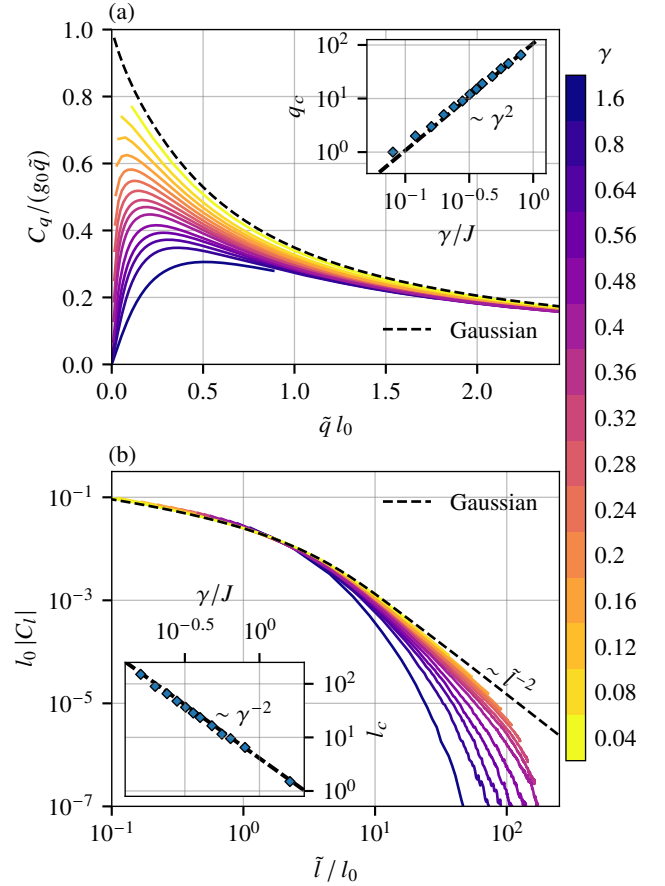 (a)
γ
C_q/(g_0 q̃)
1.0
0.8
0.6
0.4
0.2
0.0
0.0 0.5 1.0 1.5 2.0
q̃ l_0
Gaussian
q_c
10^2
10^1
10^0
~ γ^2
10^{-1} 10^{-0.5} 10^0
γ/J
1.6
0.8
0.64
0.56
0.48
0.4
0.36
0.32
0.28
0.24
0.2
0.16
0.12
0.08
0.04
(b)
l_0 |C_l|
10^{-1}
10^{-3}
10^{-5}
10^{-7}
10^{-1} 10^0 10^1 10^2
l̃ / l_0
Gaussian
~ l̃^{-2}
γ/J
10^{-0.5} 10^0
~ γ^{-2}
10^2
10^1
10^0
l_c